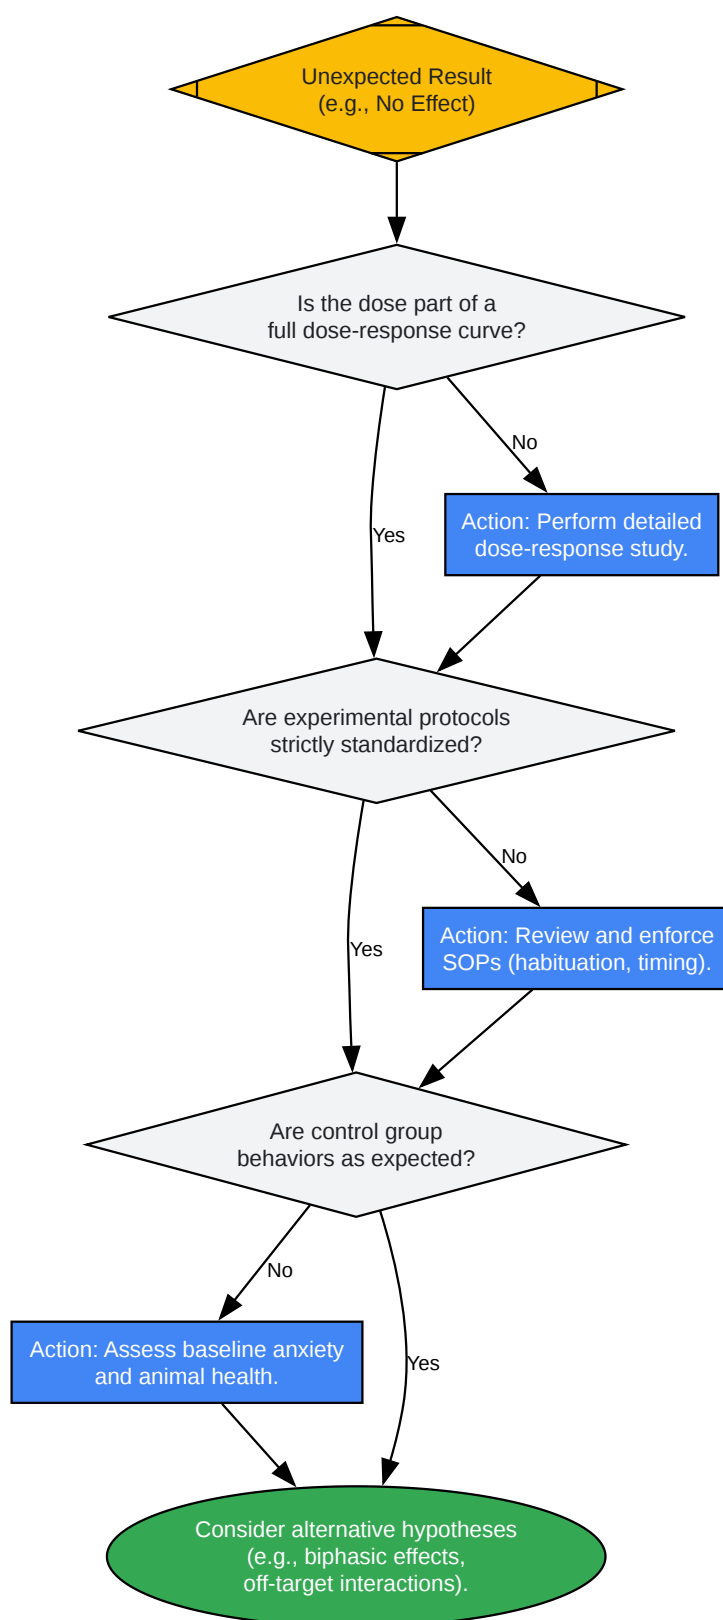 Unexpected Result
(e.g., No Effect)
Is the dose part of a
full dose-response curve?
No
Yes
Action: Perform detailed
dose-response study.
Are experimental protocols
strictly standardized?
No
Yes
Action: Review and enforce
SOPs (habituation, timing).
Are control group
behaviors as expected?
No
Yes
Action: Assess baseline anxiety
and animal health.
Consider alternative hypotheses
(e.g., biphasic effects,
off-target interactions).